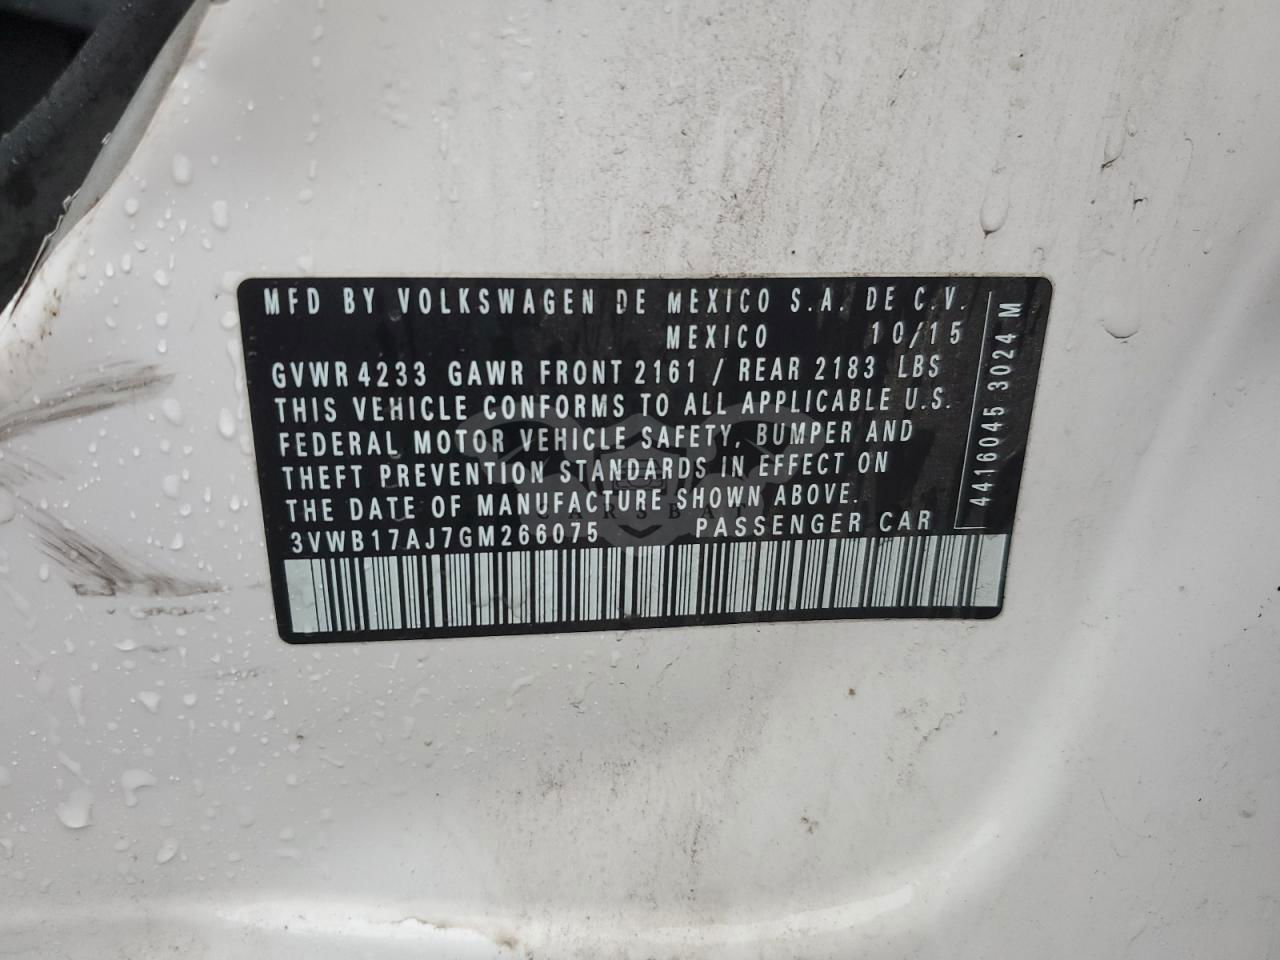 MFD BY VOLKSWAGEN DE MEXICO S.A. DE C.V.
MEXICO 10/15
GVWR 4233 GAWR FRONT 2161 / REAR 2183 LBS
THIS VEHICLE CONFORMS TO ALL APPLICABLE U.S.
FEDERAL MOTOR VEHICLE SAFETY, BUMPER AND
THEFT PREVENTION STANDARDS IN EFFECT ON
THE DATE OF MANUFACTURE SHOWN ABOVE.
3VWB17AJ7GM266075 PASSENGER CAR
4416045 3024 M
CARSBAT